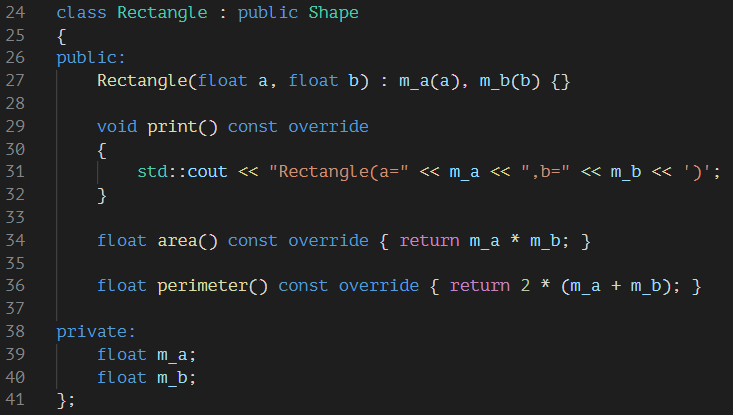 24 class Rectangle : public Shape
25 {
26 public:
27     Rectangle(float a, float b) : m_a(a), m_b(b) {}
28
29     void print() const override
30     {
31         std::cout << "Rectangle(a=" << m_a << ",b=" << m_b << ')';
32     }
33
34     float area() const override { return m_a * m_b; }
35
36     float perimeter() const override { return 2 * (m_a + m_b); }
37
38 private:
39     float m_a;
40     float m_b;
41 };